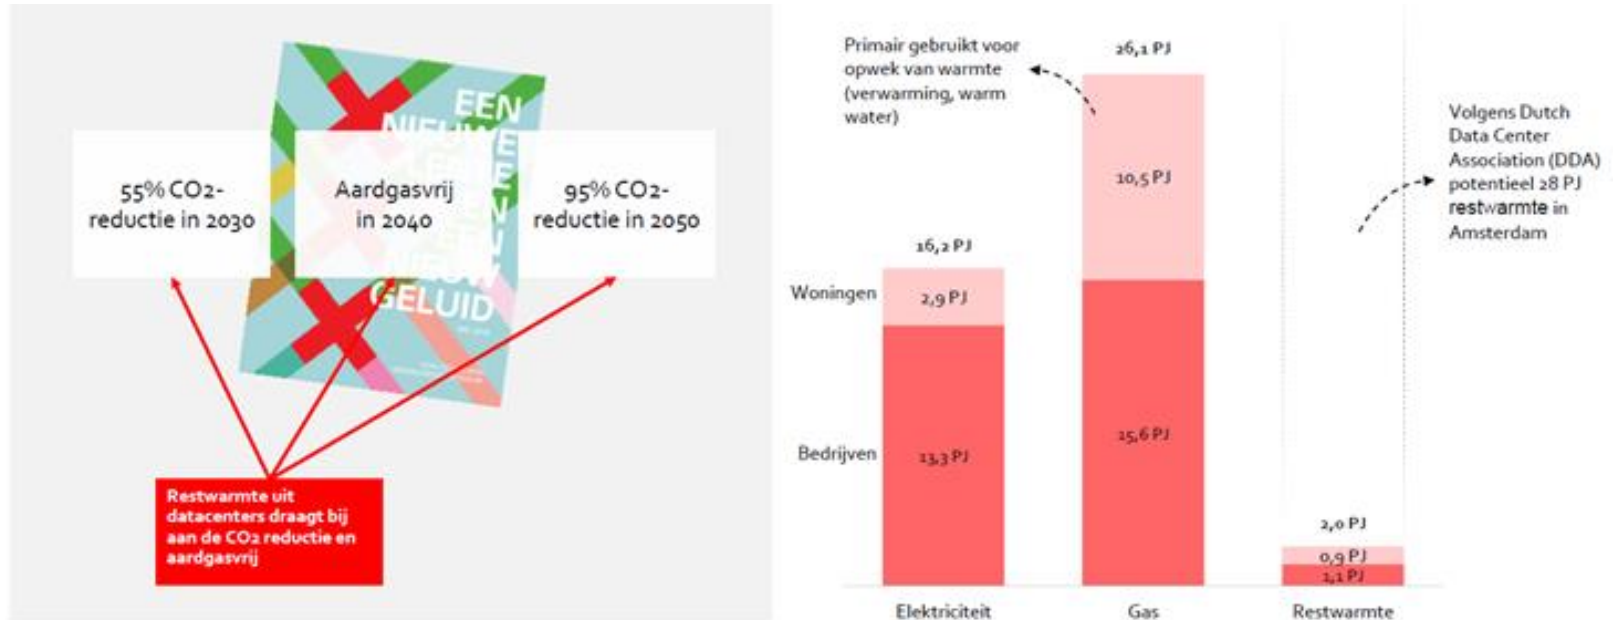 EEN
GELUID
55% CO2-
reductie in 2030
Aardgasvrij
in 2040
95% CO2-
reductie in 2050
Restwarmte uit
datacenters draagt bij
aan de CO2 reductie en
aardgasvrij
Primair gebruikt voor
opwek van warmte
(verwarming, warm
water)
26,1 PJ
10,5 PJ
15,6 PJ
16,2 PJ
Woningen
2,9 PJ
Bedrijven
13,3 PJ
Volgens Dutch
Data Center
Association (DDA)
potentieel 28 PJ
restwarmte in
Amsterdam
2,0 PJ
0,9 PJ
1,1 PJ
Elektriciteit
Gas
Restwarmte